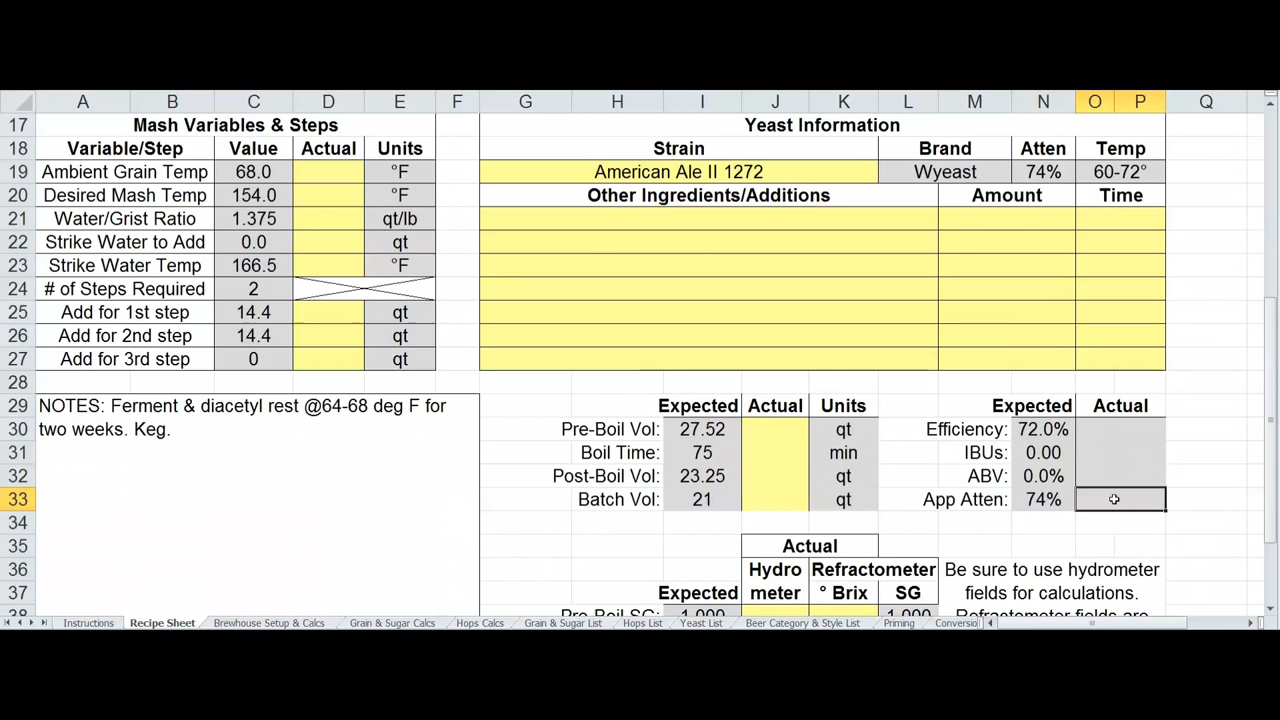 A B C D E F G H I J K L M N O P Q
17 Mash Variables & Steps Yeast Information
18 Variable/Step Value Actual Units Strain Brand Atten Temp
19 Ambient Grain Temp 68.0 °F American Ale II 1272 Wyeast 74% 60-72°
20 Desired Mash Temp 154.0 °F Other Ingredients/Additions Amount Time
21 Water/Grist Ratio 1.375 qt/lb
22 Strike Water to Add 0.0 qt
23 Strike Water Temp 166.5 °F
24 # of Steps Required 2
25 Add for 1st step 14.4 qt
26 Add for 2nd step 14.4 qt
27 Add for 3rd step 0 qt
28
29 NOTES: Ferment & diacetyl rest @64-68 deg F for Expected Actual Units Expected Actual
30 two weeks. Keg. Pre-Boil Vol: 27.52 qt Efficiency: 72.0%
31 Boil Time: 75 min IBUs: 0.00
32 Post-Boil Vol: 23.25 qt ABV: 0.0%
33 Batch Vol: 21 qt App Atten: 74%
34
35 Actual
36 Hydro Refractometer Be sure to use hydrometer
37 Expected meter ° Brix SG fields for calculations.
38 Pre-Boil SG: 1.000 1.000 Refractometer fields are
Instructions Recipe Sheet Brewhouse Setup & Calcs Grain & Sugar Calcs Hops Calcs Grain & Sugar List Hops List Yeast List Beer Category & Style List Priming Conversio